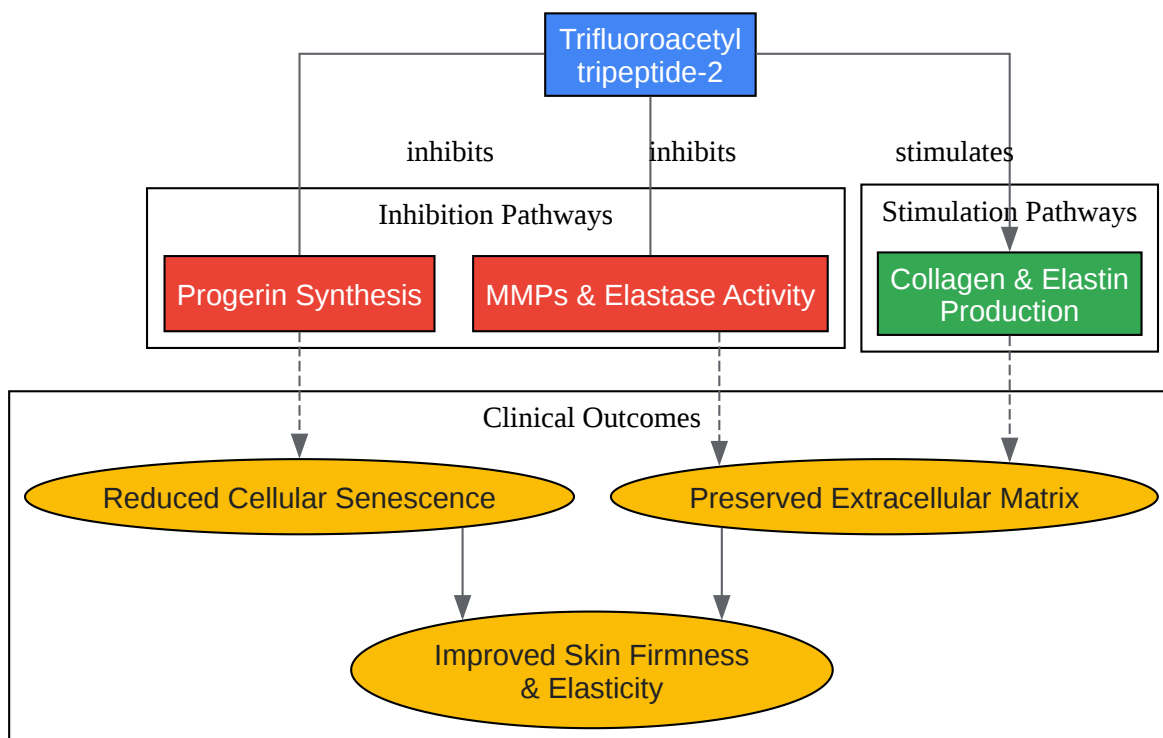 Trifluoroacetyl
tripeptide-2
inhibits
inhibits
stimulates
Inhibition Pathways
Stimulation Pathways
Progerin Synthesis
MMPs & Elastase Activity
Collagen & Elastin
Production
Clinical Outcomes
Reduced Cellular Senescence
Preserved Extracellular Matrix
Improved Skin Firmness
& Elasticity